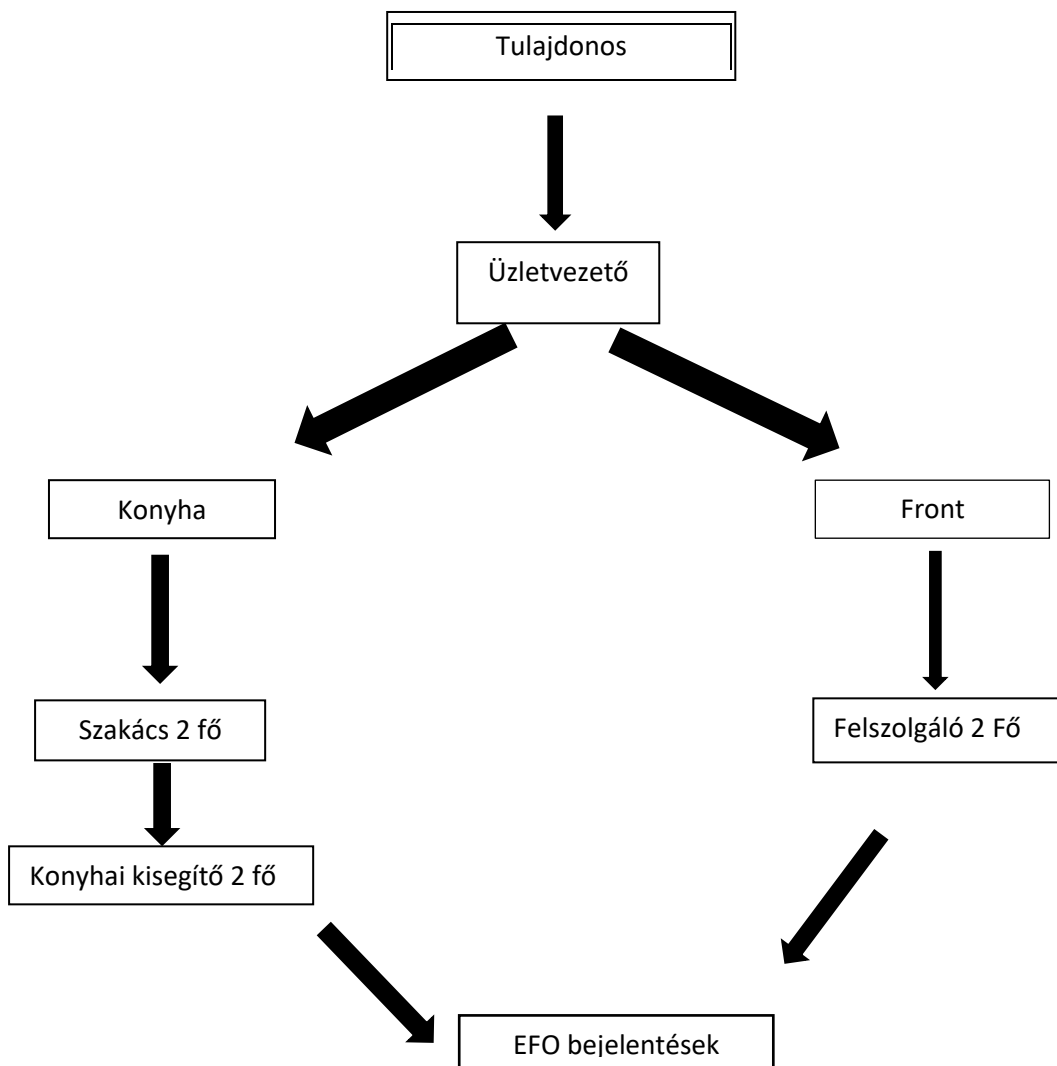 Tulajdonos
Üzletvezető
Konyha
Front
Szakács 2 fő
Felszolgáló 2 Fő
Konyhai kisegítő 2 fő
EFO bejelentések